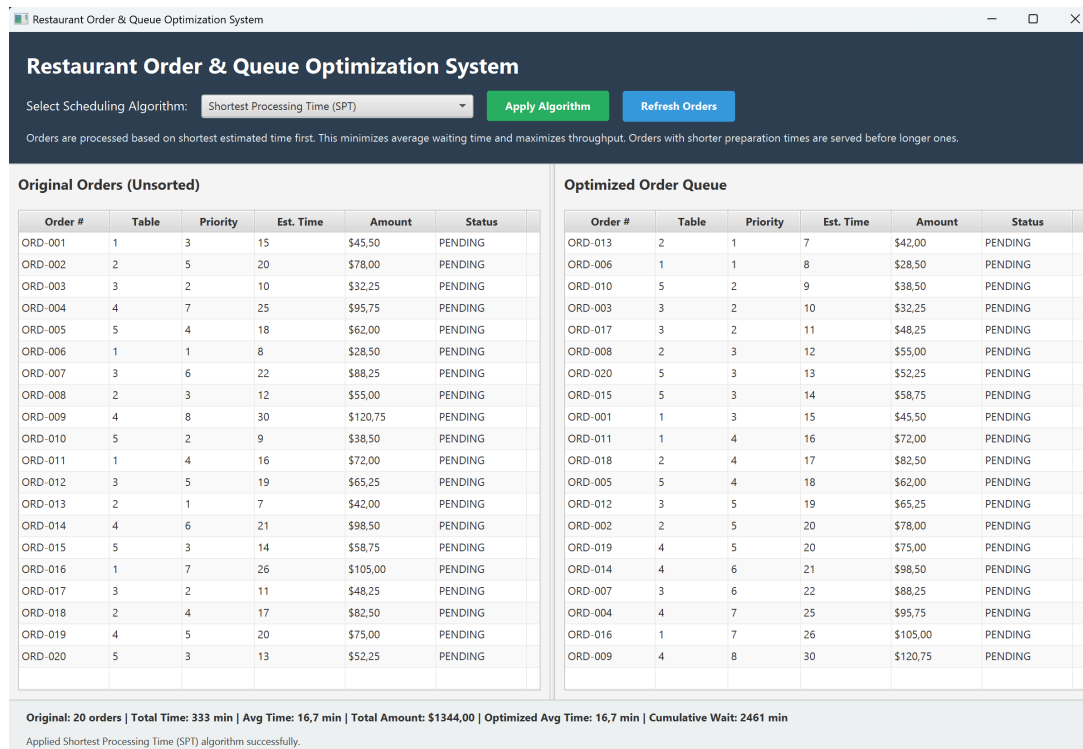 Restaurant Order & Queue Optimization System
Restaurant Order & Queue Optimization System
Select Scheduling Algorithm: Shortest Processing Time (SPT) Apply Algorithm Refresh Orders
Orders are processed based on shortest estimated time first. This minimizes average waiting time and maximizes throughput. Orders with shorter preparation times are served before longer ones.
Original Orders (Unsorted)
Order # Table Priority Est. Time Amount Status
ORD-001 1 3 15 $45,50 PENDING
ORD-002 2 5 20 $78,00 PENDING
ORD-003 3 2 10 $32,25 PENDING
ORD-004 4 7 25 $95,75 PENDING
ORD-005 5 4 18 $62,00 PENDING
ORD-006 1 1 8 $28,50 PENDING
ORD-007 3 6 22 $88,25 PENDING
ORD-008 2 3 12 $55,00 PENDING
ORD-009 4 8 30 $120,75 PENDING
ORD-010 5 2 9 $38,50 PENDING
ORD-011 1 4 16 $72,00 PENDING
ORD-012 3 5 19 $65,25 PENDING
ORD-013 2 1 7 $42,00 PENDING
ORD-014 4 6 21 $98,50 PENDING
ORD-015 5 3 14 $58,75 PENDING
ORD-016 1 7 26 $105,00 PENDING
ORD-017 3 2 11 $48,25 PENDING
ORD-018 2 4 17 $82,50 PENDING
ORD-019 4 5 20 $75,00 PENDING
ORD-020 5 3 13 $52,25 PENDING
Optimized Order Queue
Order # Table Priority Est. Time Amount Status
ORD-013 2 1 7 $42,00 PENDING
ORD-006 1 1 8 $28,50 PENDING
ORD-010 5 2 9 $38,50 PENDING
ORD-003 3 2 10 $32,25 PENDING
ORD-017 3 2 11 $48,25 PENDING
ORD-008 2 3 12 $55,00 PENDING
ORD-020 5 3 13 $52,25 PENDING
ORD-015 5 3 14 $58,75 PENDING
ORD-001 1 3 15 $45,50 PENDING
ORD-011 1 4 16 $72,00 PENDING
ORD-018 2 4 17 $82,50 PENDING
ORD-005 5 4 18 $62,00 PENDING
ORD-012 3 5 19 $65,25 PENDING
ORD-002 2 5 20 $78,00 PENDING
ORD-019 4 5 20 $75,00 PENDING
ORD-014 4 6 21 $98,50 PENDING
ORD-007 3 6 22 $88,25 PENDING
ORD-004 4 7 25 $95,75 PENDING
ORD-016 1 7 26 $105,00 PENDING
ORD-009 4 8 30 $120,75 PENDING
Original: 20 orders | Total Time: 333 min | Avg Time: 16,7 min | Total Amount: $1344,00 | Optimized Avg Time: 16,7 min | Cumulative Wait: 2461 min
Applied Shortest Processing Time (SPT) algorithm successfully.